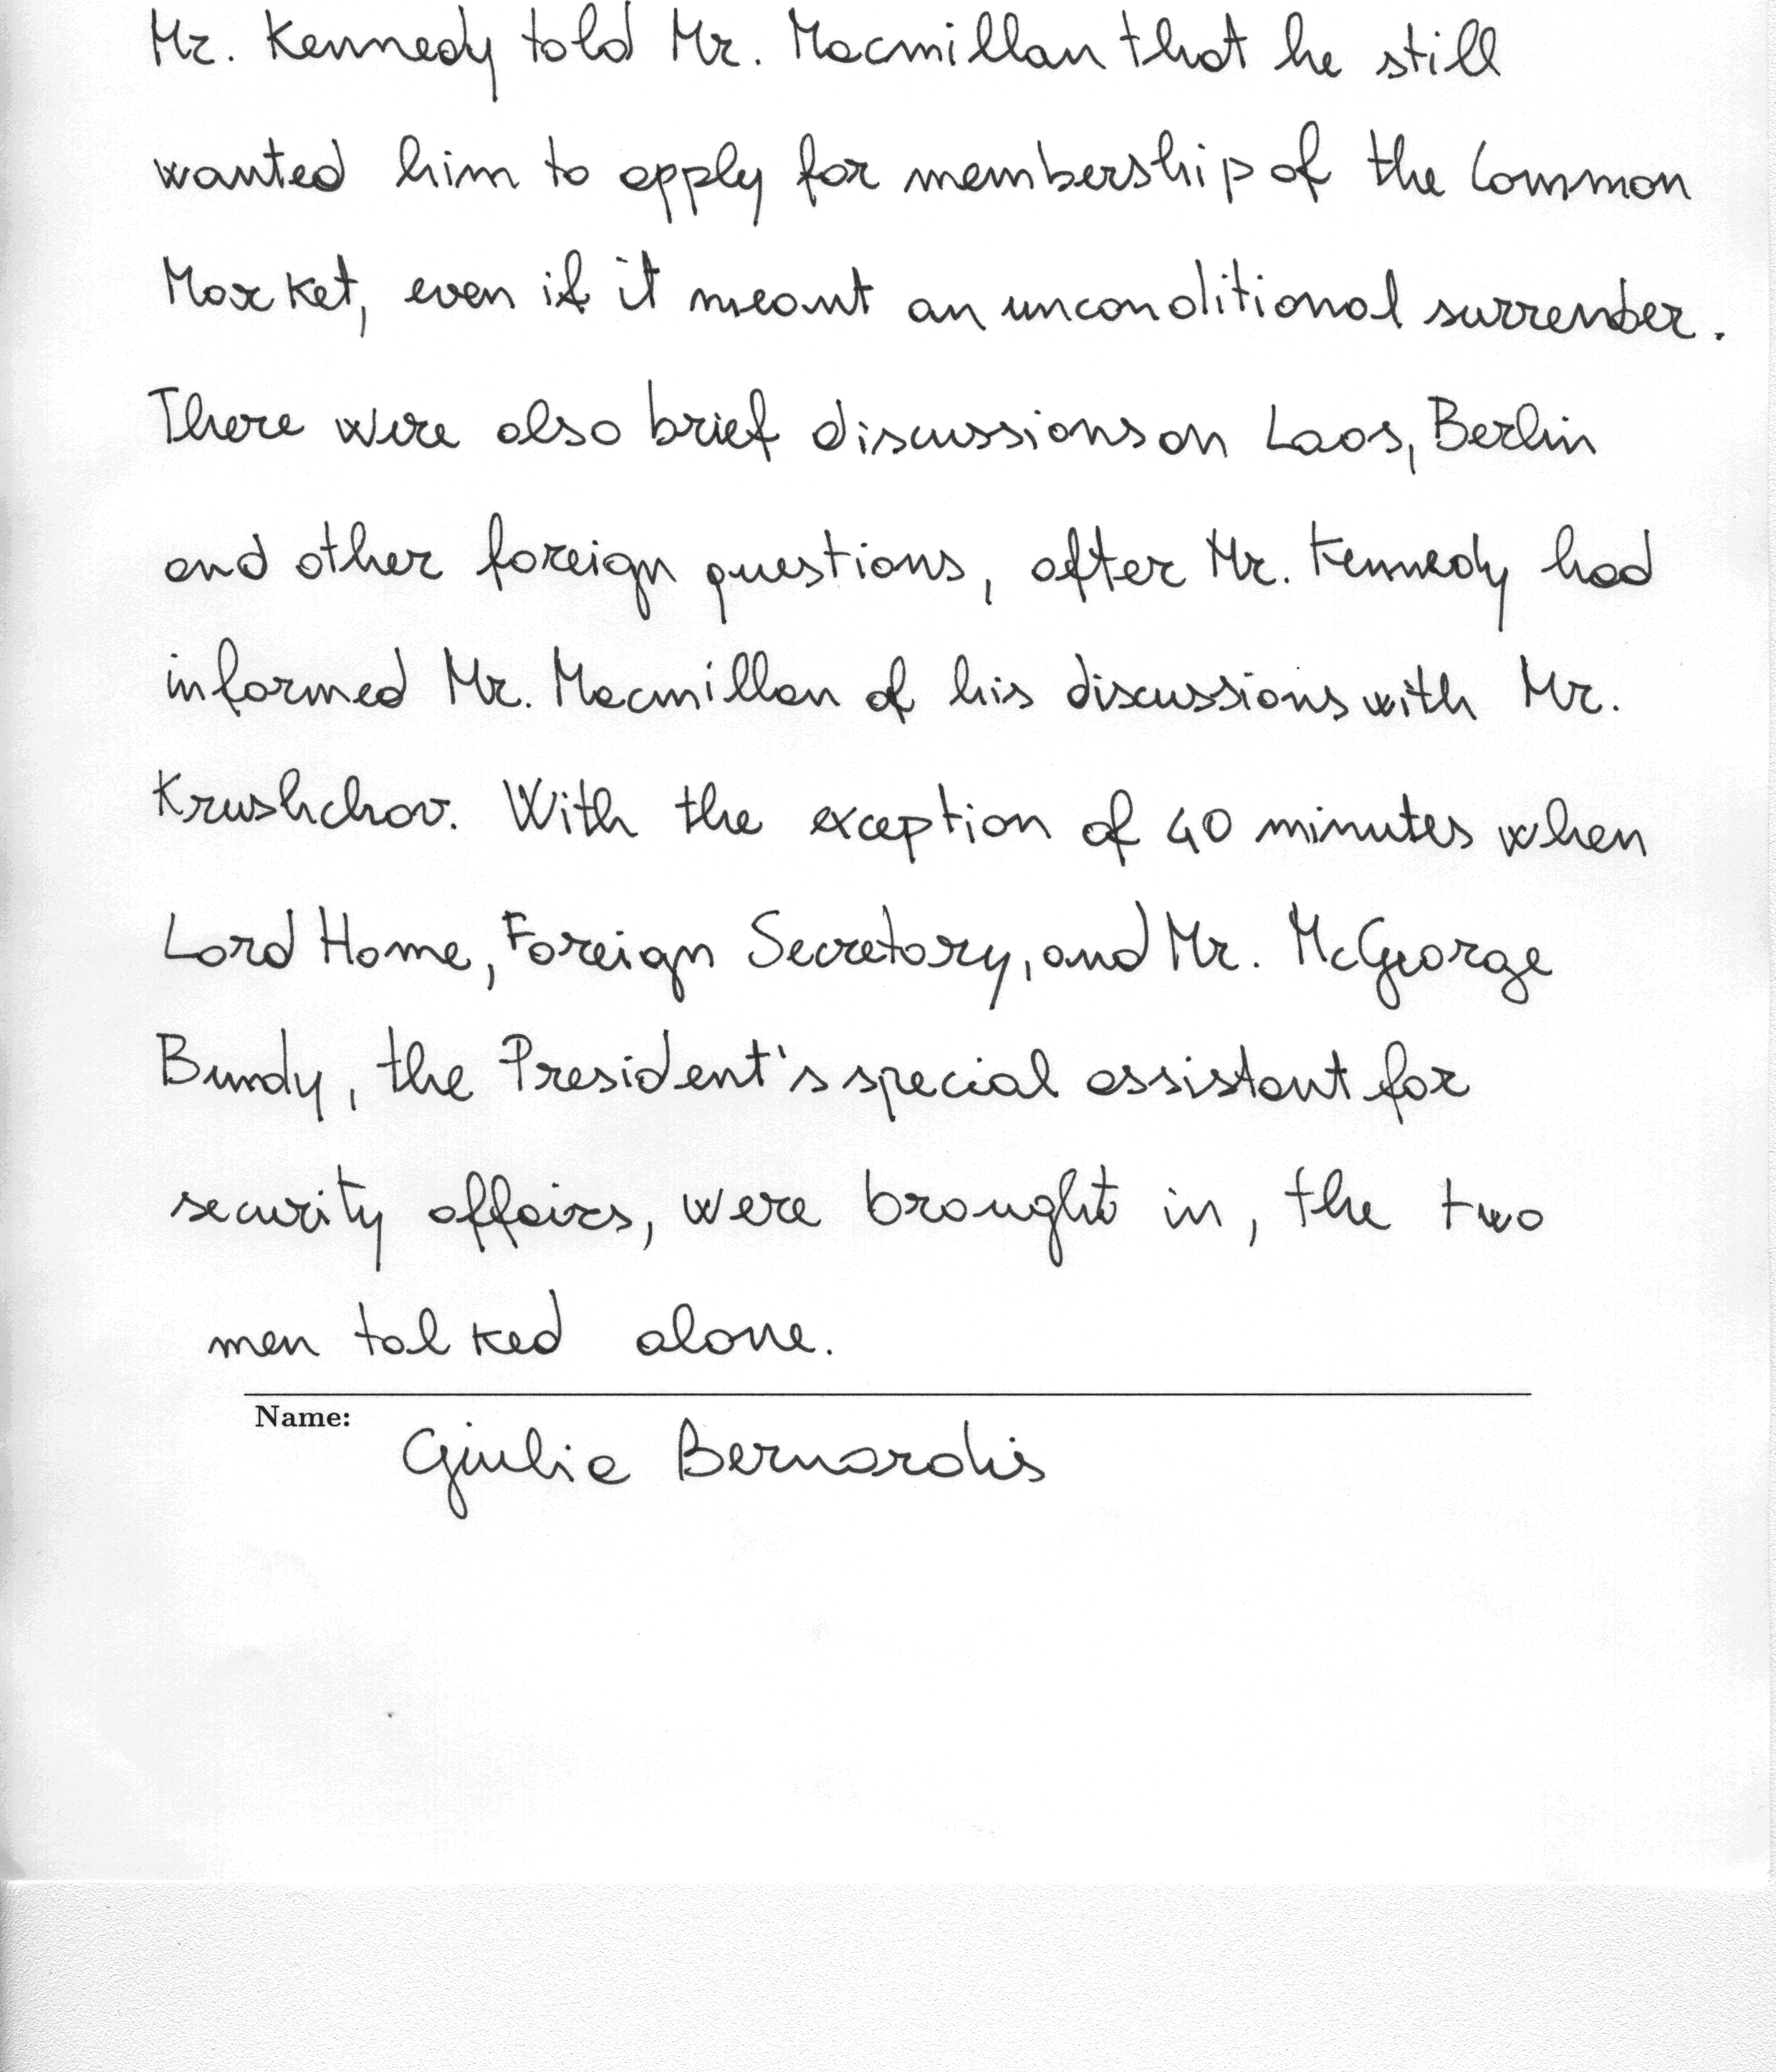 Mr. Kennedy told Mr. Macmillan that he still
wanted him to apply for membership of the Common
Market, even if it meant an unconditional surrender.
There were also brief discussions on Laos, Berlin
and other foreign questions, after Mr. Kennedy had
informed Mr. Macmillan of his discussions with Mr.
Krushchov. With the exception of 40 minutes when
Lord Home, Foreign Secretary, and Mr. McGeorge
Bundy, the President's special assistant for
security affairs, were brought in, the two
men talked alone.
Name:
Giulia Bernardis